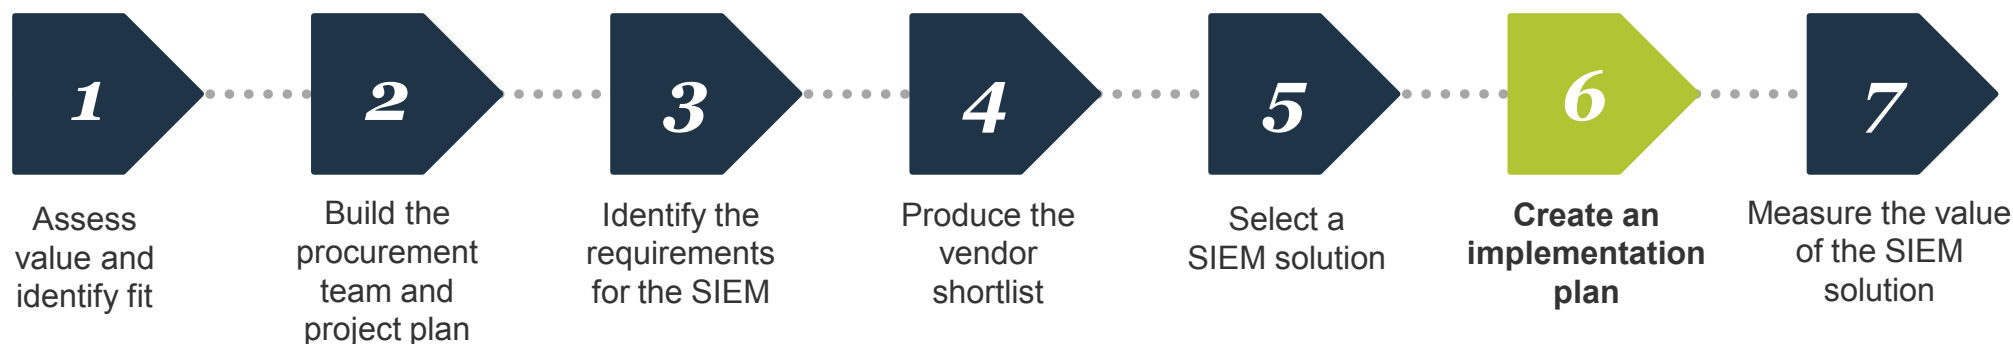 1
Assess
value and
identify fit
2
Build the
procurement
team and
project plan
3
Identify the
requirements
for the SIEM
4
Produce the
vendor
shortlist
5
Select a
SIEM solution
6
Create an
implementation
plan
7
Measure the value
of the SIEM
solution